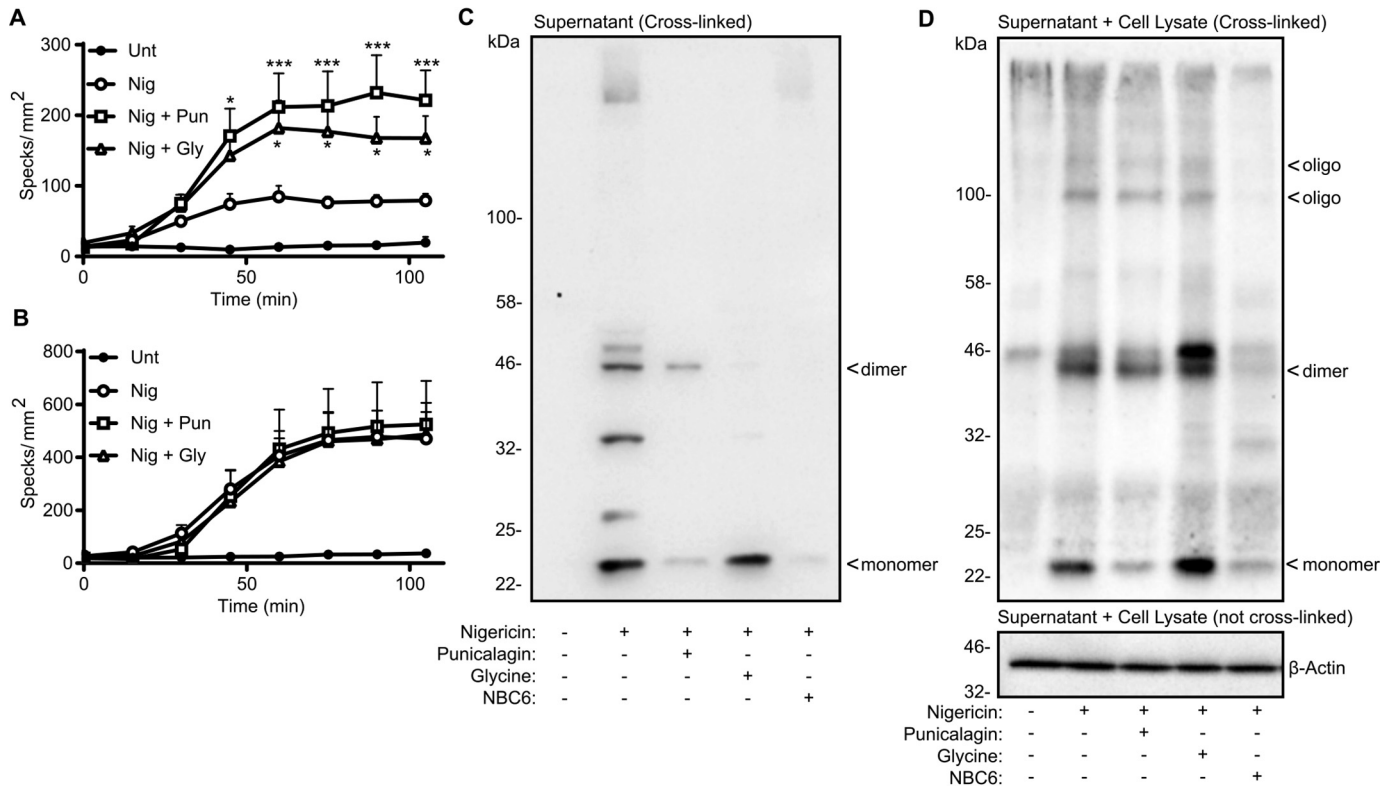 A
Specks/mm2
300
200
100
0
Unt
Nig
Nig + Pun
Nig + Gly
* *** *** *** ***
* * * *
0 50 100
Time (min)
B
Specks/mm2
800
600
400
200
0
Unt
Nig
Nig + Pun
Nig + Gly
0 50 100
Time (min)
C
Supernatant (Cross-linked)
kDa
100-
58-
46- <dimer
32-
25-
<monomer
22-
Nigericin: - + + + +
Punicalagin: - - + - -
Glycine: - - - + -
NBC6: - - - - +
D
Supernatant + Cell Lysate (Cross-linked)
kDa
<oligo
100- <oligo
58-
46-
<dimer
32-
25-
<monomer
22-
Supernatant + Cell Lysate (not cross-linked)
46-
β-Actin
32-
Nigericin: - + + + +
Punicalagin: - - + - -
Glycine: - - - + -
NBC6: - - - - +